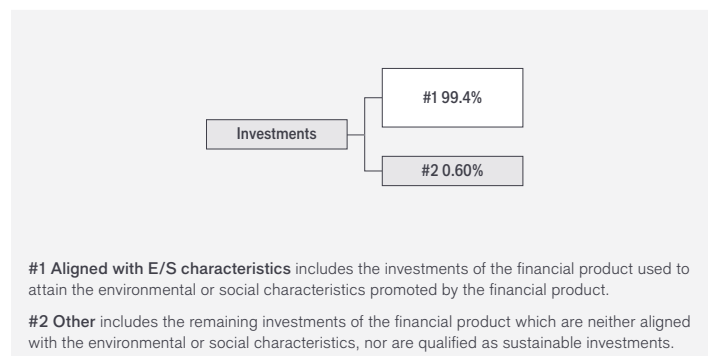 #1 99.4%
Investments
#2 0.60%
#1 Aligned with E/S characteristics includes the investments of the financial product used to
attain the environmental or social characteristics promoted by the financial product.
#2 Other includes the remaining investments of the financial product which are neither aligned
with the environmental or social characteristics, nor are qualified as sustainable investments.